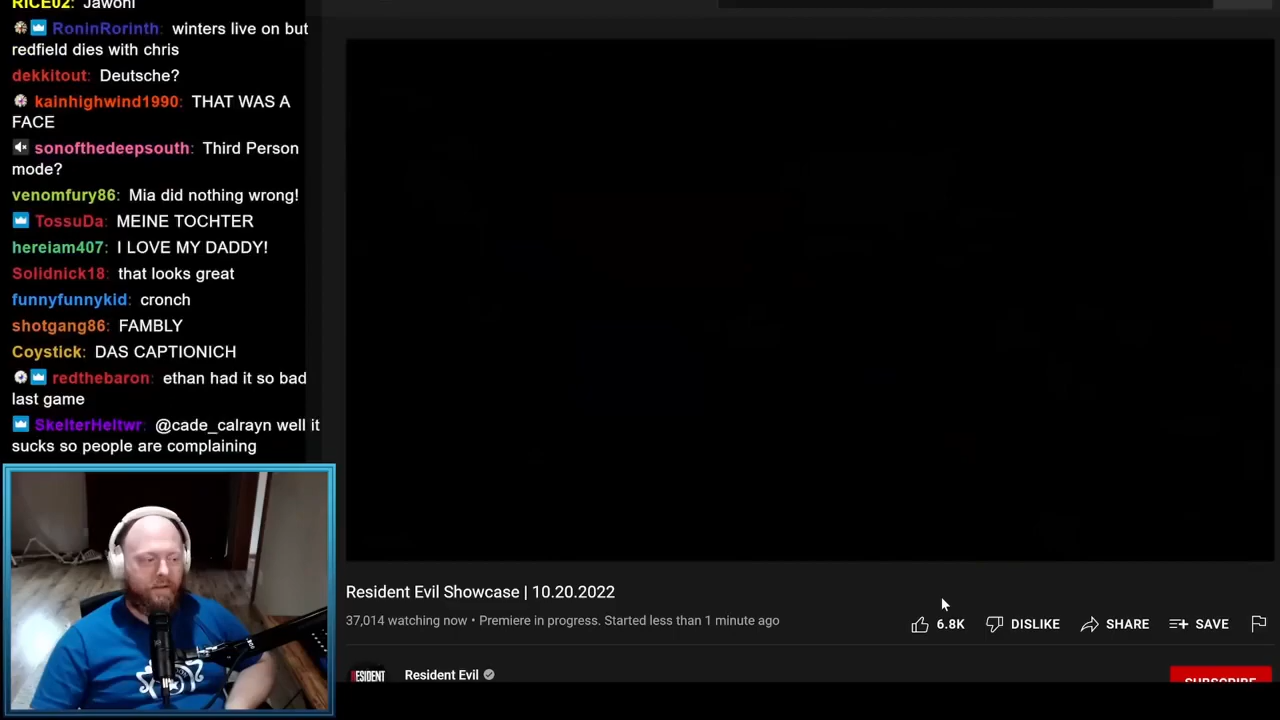 RICE02: Jawohl
RoninRorinth: winters live on but
redfield dies with chris
dekkitout: Deutsche?
kainhighwind1990: THAT WAS A
FACE
sonofthedeepsouth: Third Person
mode?
venomfury86: Mia did nothing wrong!
TossuDa: MEINE TOCHTER
hereiam407: I LOVE MY DADDY!
Solidnick18: that looks great
funnyfunnykid: cronch
shotgang86: FAMBLY
Coystick: DAS CAPTIONICH
redthebaron: ethan had it so bad
last game
SkelterHeltwr: @cade_calrayn well it
sucks so people are complaining
Resident Evil Showcase | 10.20.2022
37,014 watching now • Premiere in progress. Started less than 1 minute ago
6.8K DISLIKE SHARE SAVE
RESIDENT
Resident Evil
SUBSCRIBE